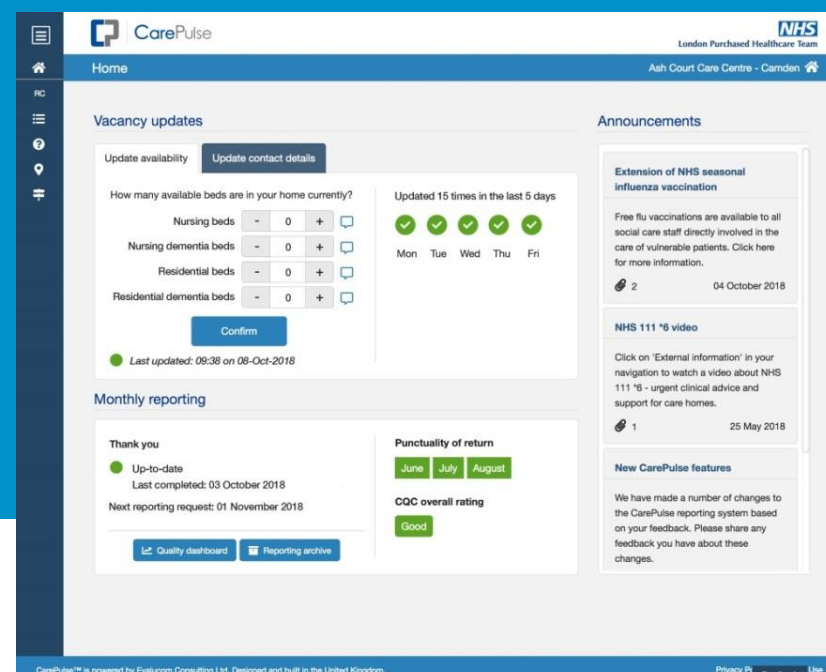 CarePulse
NHS
London Purchased Healthcare Team
Home
Ash Court Care Centre - Camden
RC
Vacancy updates
Update availability
Update contact details
How many available beds are in your home currently?
Nursing beds - 0 +
Nursing dementia beds - 0 +
Residential beds - 0 +
Residential dementia beds - 0 +
Confirm
Last updated: 09:38 on 08-Oct-2018
Updated 15 times in the last 5 days
Mon Tue Wed Thu Fri
Monthly reporting
Thank you
Up-to-date
Last completed: 03 October 2018
Next reporting request: 01 November 2018
Quality dashboard
Reporting archive
Punctuality of return
June July August
CQC overall rating
Good
Announcements
Extension of NHS seasonal
influenza vaccination
Free flu vaccinations are available to all
social care staff directly involved in the
care of vulnerable patients. Click here
for more information.
2 04 October 2018
NHS 111 *6 video
Click on 'External information' in your
navigation to watch a video about NHS
111 *6 - urgent clinical advice and
support for care homes.
1 25 May 2018
New CarePulse features
We have made a number of changes to
the CarePulse reporting system based
on your feedback. Please share any
feedback you have about these
changes.
CarePulse™ is powered by Evalucom Consulting Ltd. Designed and built in the United Kingdom.
Privacy
Use